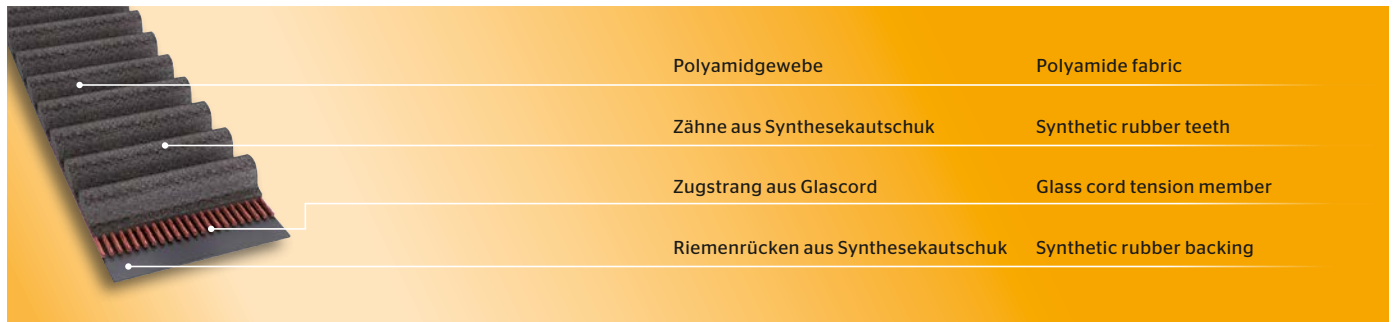 Polyamidgewebe Polyamide fabric
Zähne aus Synthesekautschuk Synthetic rubber teeth
Zugstrang aus Glascord Glass cord tension member
Riemenrücken aus Synthesekautschuk Synthetic rubber backing